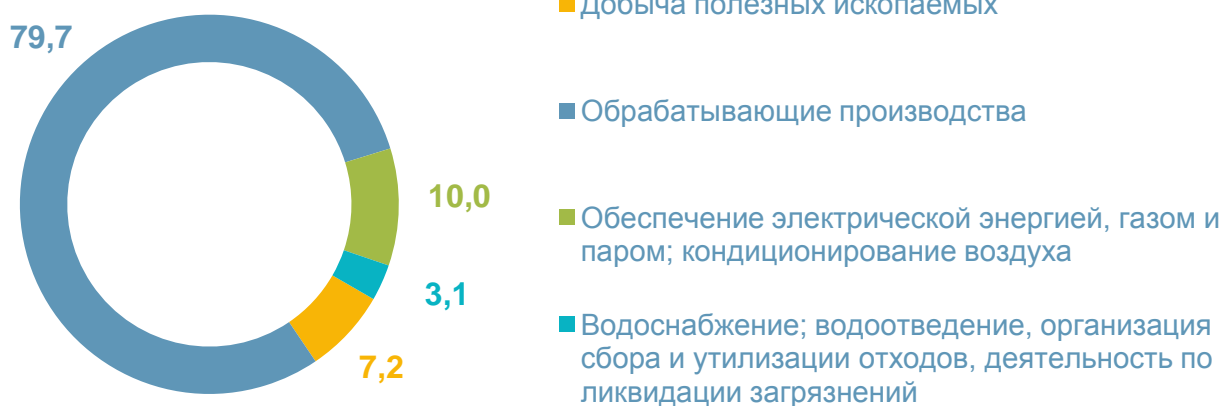 Добыча полезных ископаемых
79,7
Обрабатывающие производства
10,0
Обеспечение электрической энергией, газом и
паром; кондиционирование воздуха
3,1
Водоснабжение; водоотведение, организация
сбора и утилизации отходов, деятельность по
ликвидации загрязнений
7,2